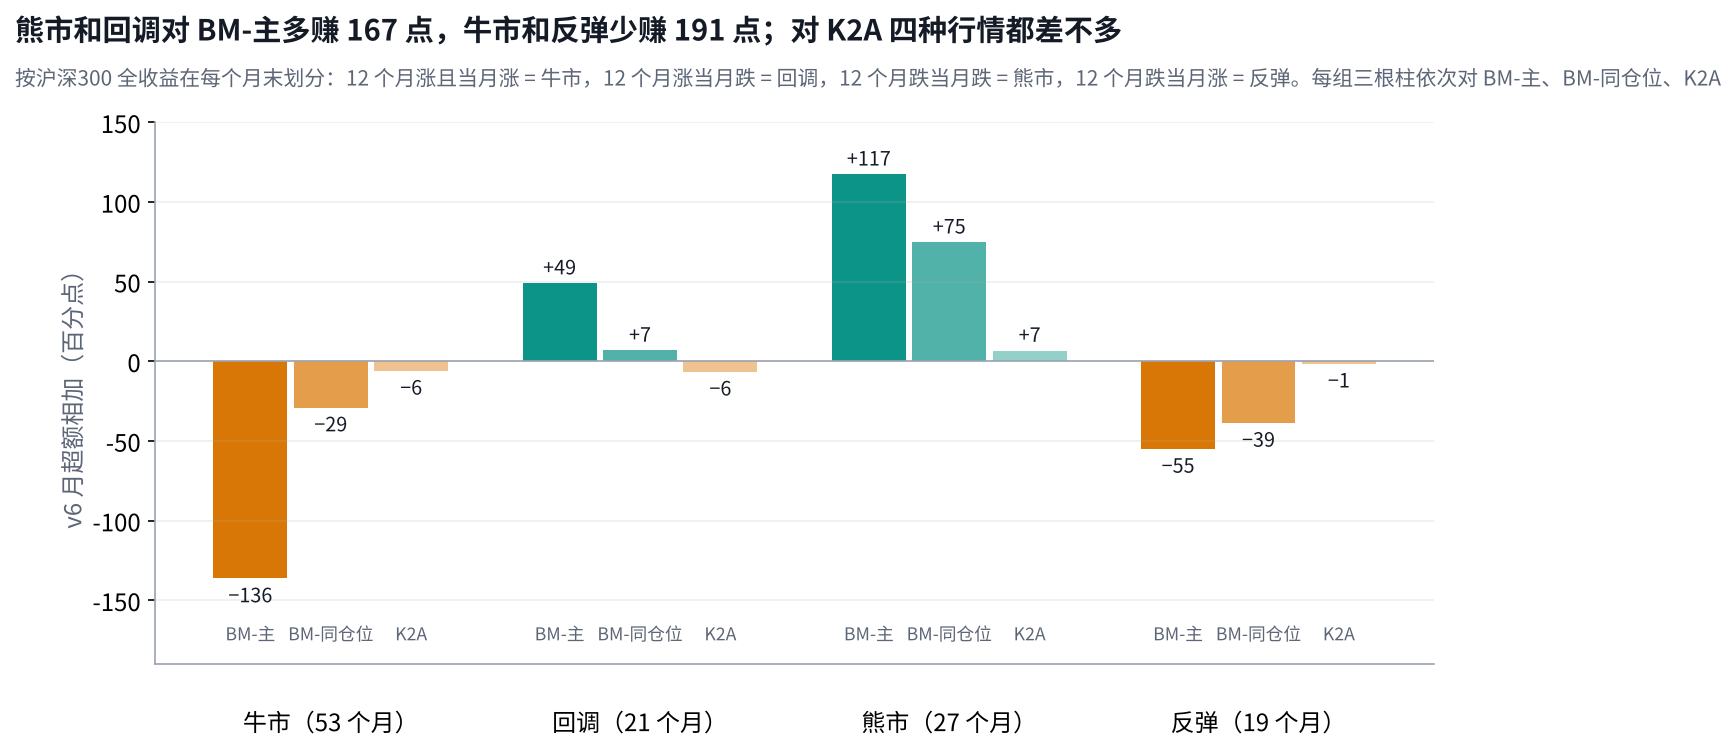 熊市和回调对 BM-主多赚 167 点，牛市和反弹少赚 191 点；对 K2A 四种行情都差不多
按沪深300 全收益在每个月末划分：12 个月涨且当月涨 = 牛市，12 个月涨当月跌 = 回调，12 个月跌当月跌 = 熊市，12 个月跌当月涨 = 反弹。每组三根柱依次对 BM-主、BM-同仓位、K2A
v6 月超额相加（百分点）
150
100
50
0
-50
-100
-150
−136
−29
−6
+49
+7
−6
+117
+75
+7
−55
−39
−1
BM-主 BM-同仓位 K2A
BM-主 BM-同仓位 K2A
BM-主 BM-同仓位 K2A
BM-主 BM-同仓位 K2A
牛市（53 个月）
回调（21 个月）
熊市（27 个月）
反弹（19 个月）